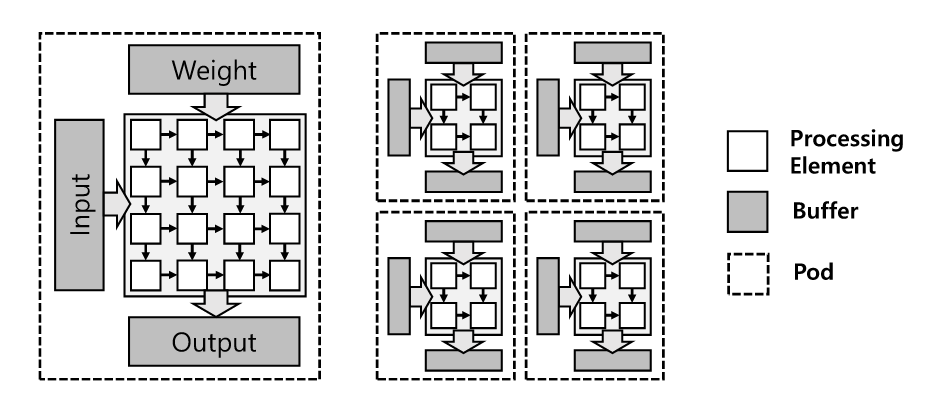 Weight
Input
Output
Processing
Element
Buffer
Pod